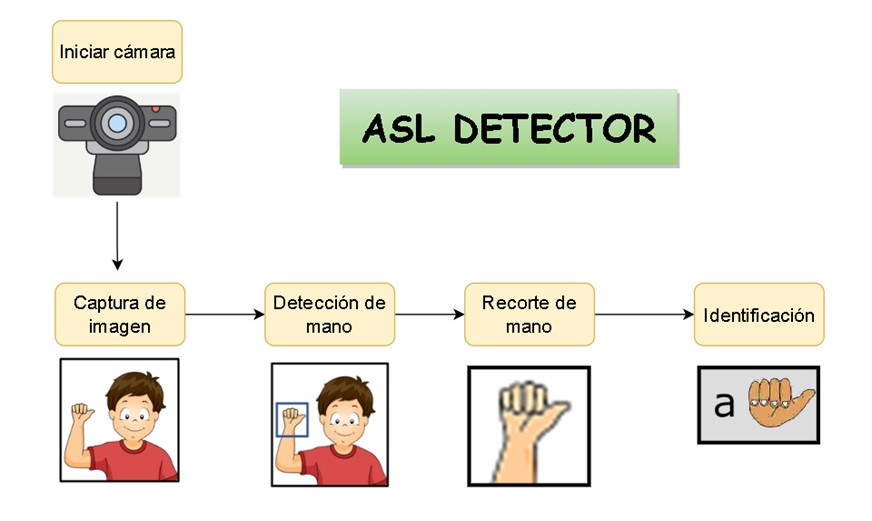 Iniciar cámara
ASL DETECTOR
Captura de
imagen
Detección de
mano
Recorte de
mano
Identificación
a